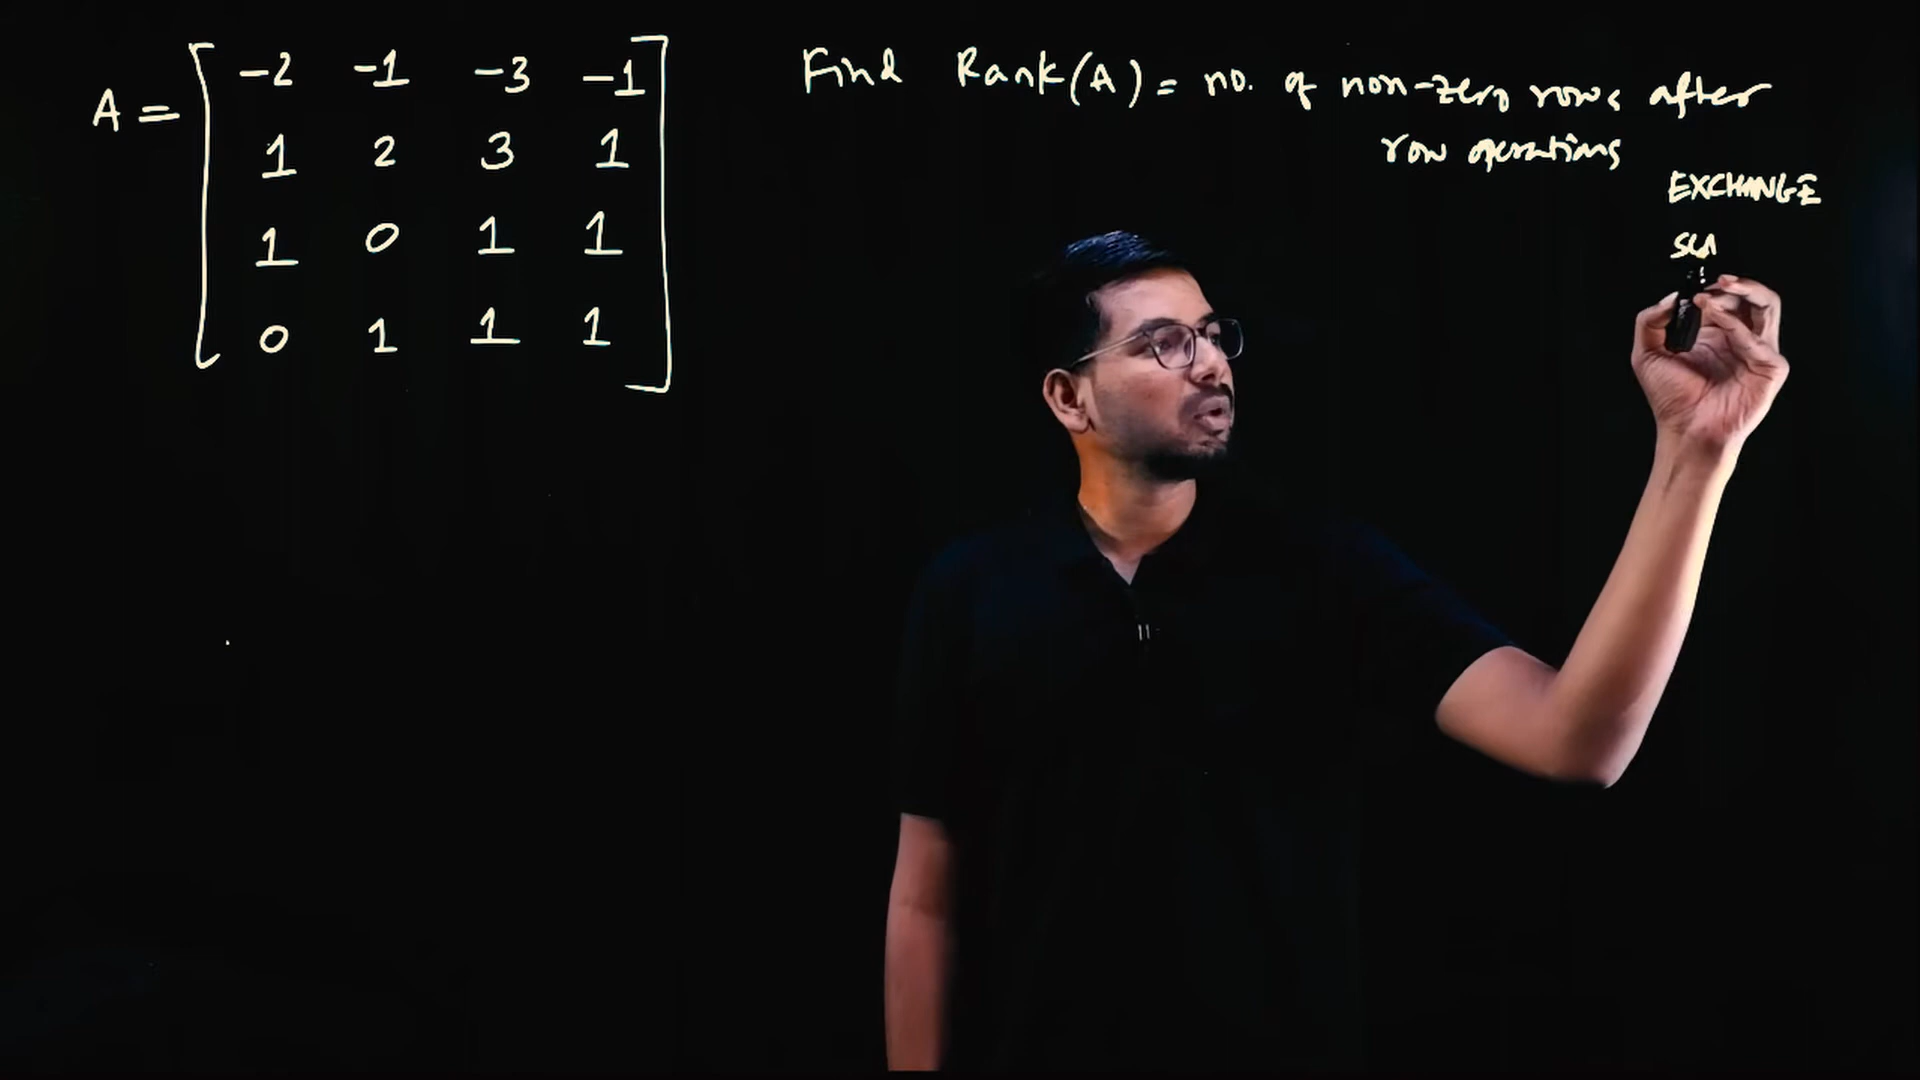 A = [ -2 -1 -3 -1
1 2 3 1
1 0 1 1
0 1 1 1 ]
Find Rank(A) = no. of non-zero rows after
row operations
EXCHANGE
SCA